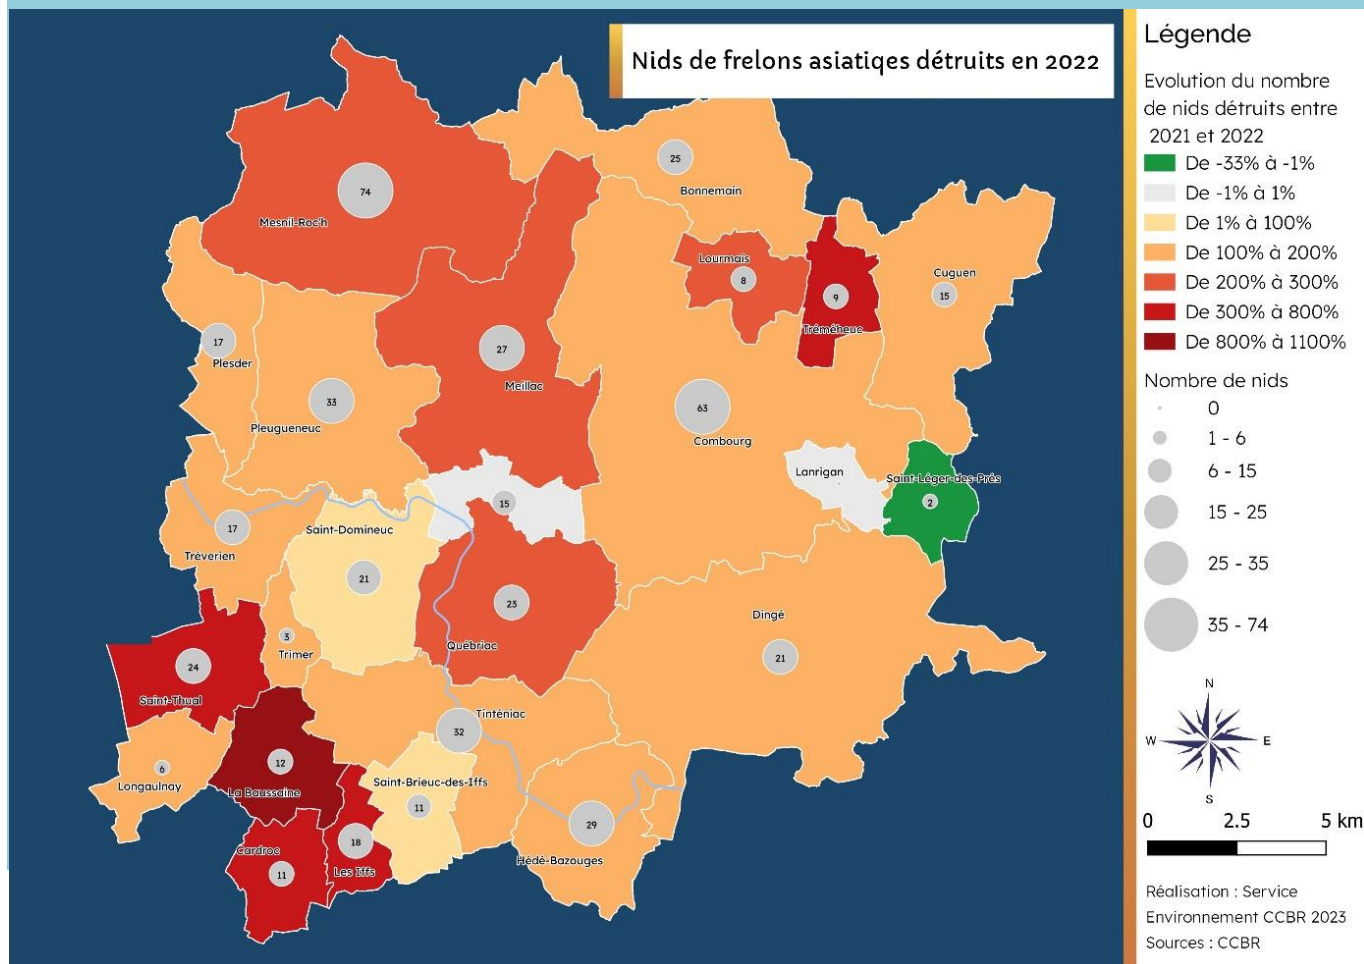 Nids de frelons asiatiqes détruits en 2022
Légende
Evolution du nombre
de nids détruits entre
2021 et 2022
De -33% à -1%
De -1% à 1%
De 1% à 100%
De 100% à 200%
De 200% à 300%
De 300% à 800%
De 800% à 1100%
Nombre de nids
0
1 - 6
6 - 15
15 - 25
25 - 35
35 - 74
N
W
E
S
0
2.5
5 km
Réalisation : Service
Environnement CCBR 2023
Sources : CCBR
25
Bonnemain
74
Mesnil-Roc'h
Lourmais
8
Cuguen
15
9
Tréméheuc
17
Plesder
27
Meillac
33
Pleugueneuc
63
Combourg
Lanrigan
Saint-Léger-des-Prés
2
15
17
Tréverien
Saint-Domineuc
21
23
Québriac
Dingé
21
3
Trimer
24
Saint-Thual
Tinténiac
32
12
La Baussaine
6
Longaulnay
Saint-Brieuc-des-Iffs
11
29
Hédé-Bazouges
18
Les Iffs
Cardroc
11